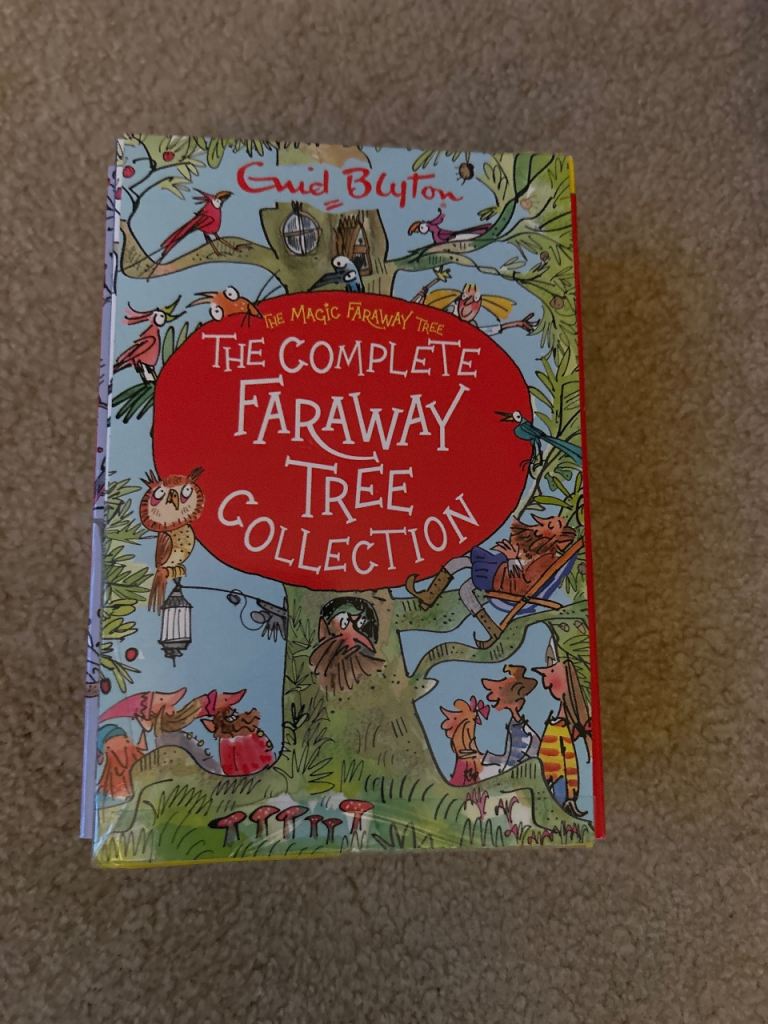 Enid Blyton
THE MAGIC FARAWAY TREE
THE COMPLETE
FARAWAY
TREE
COLLECTION